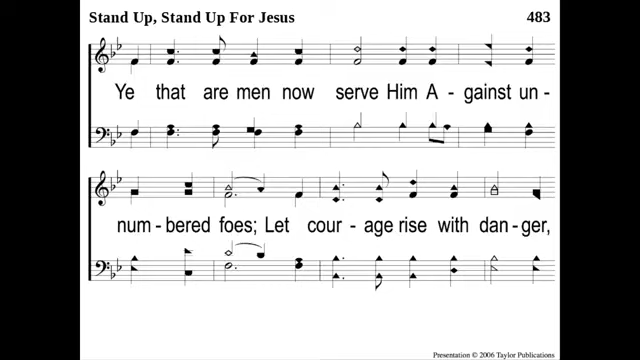 Stand Up, Stand Up For Jesus 483
Ye that are men now serve Him A - gainst un -
num - bered foes; Let cour - age rise with dan - ger,
Presentation © 2006 Taylor Publications